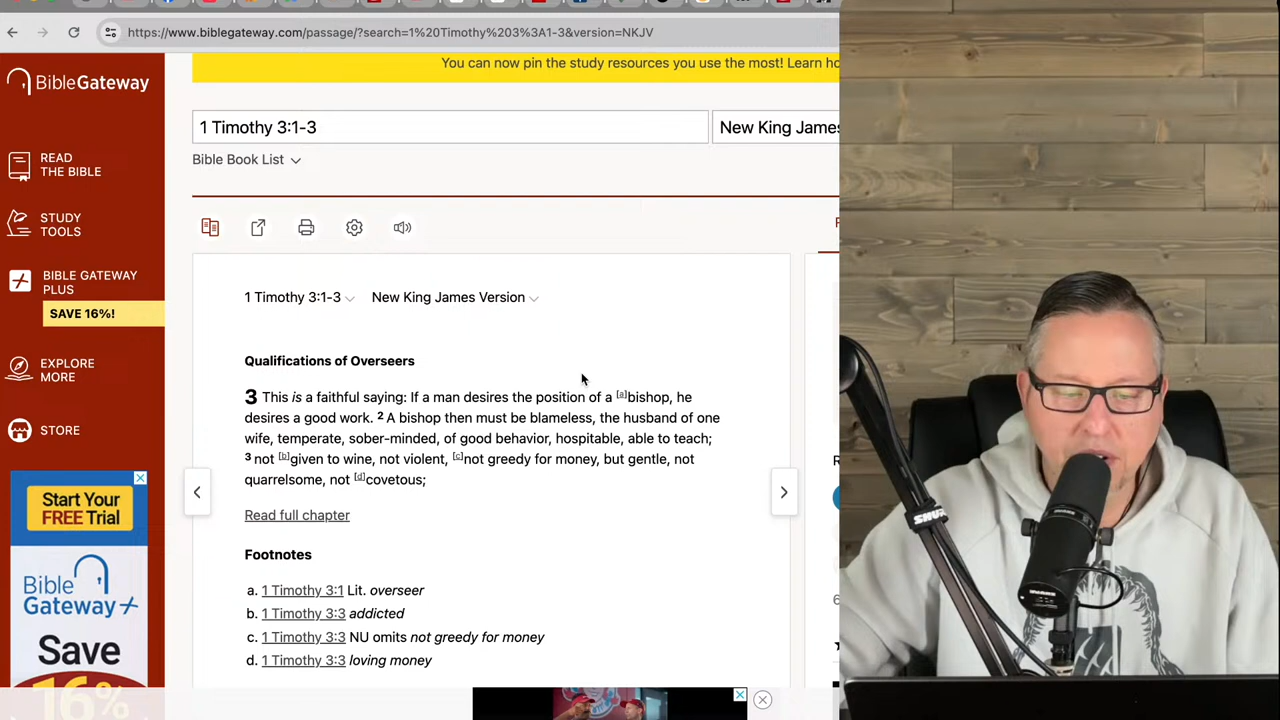 https://www.biblegateway.com/passage/?search=1%20Timothy%203%3A1-3&version=NKJV
BibleGateway
You can now pin the study resources you use the most! Learn
1 Timothy 3:1-3
New King James
Bible Book List
READ
THE BIBLE
STUDY
TOOLS
BIBLE GATEWAY
PLUS
SAVE 16%!
EXPLORE
MORE
STORE
1 Timothy 3:1-3 New King James Version
Qualifications of Overseers
3 This is a faithful saying: If a man desires the position of a [a]bishop, he
desires a good work. 2 A bishop then must be blameless, the husband of one
wife, temperate, sober-minded, of good behavior, hospitable, able to teach;
3 not [b]given to wine, not violent, [c]not greedy for money, but gentle, not
quarrelsome, not [d]covetous;
Read full chapter
Footnotes
a. 1 Timothy 3:1 Lit. overseer
b. 1 Timothy 3:3 addicted
c. 1 Timothy 3:3 NU omits not greedy for money
d. 1 Timothy 3:3 loving money
Start Your
FREE Trial
Bible
Gateway+
Save
16%
SHURE